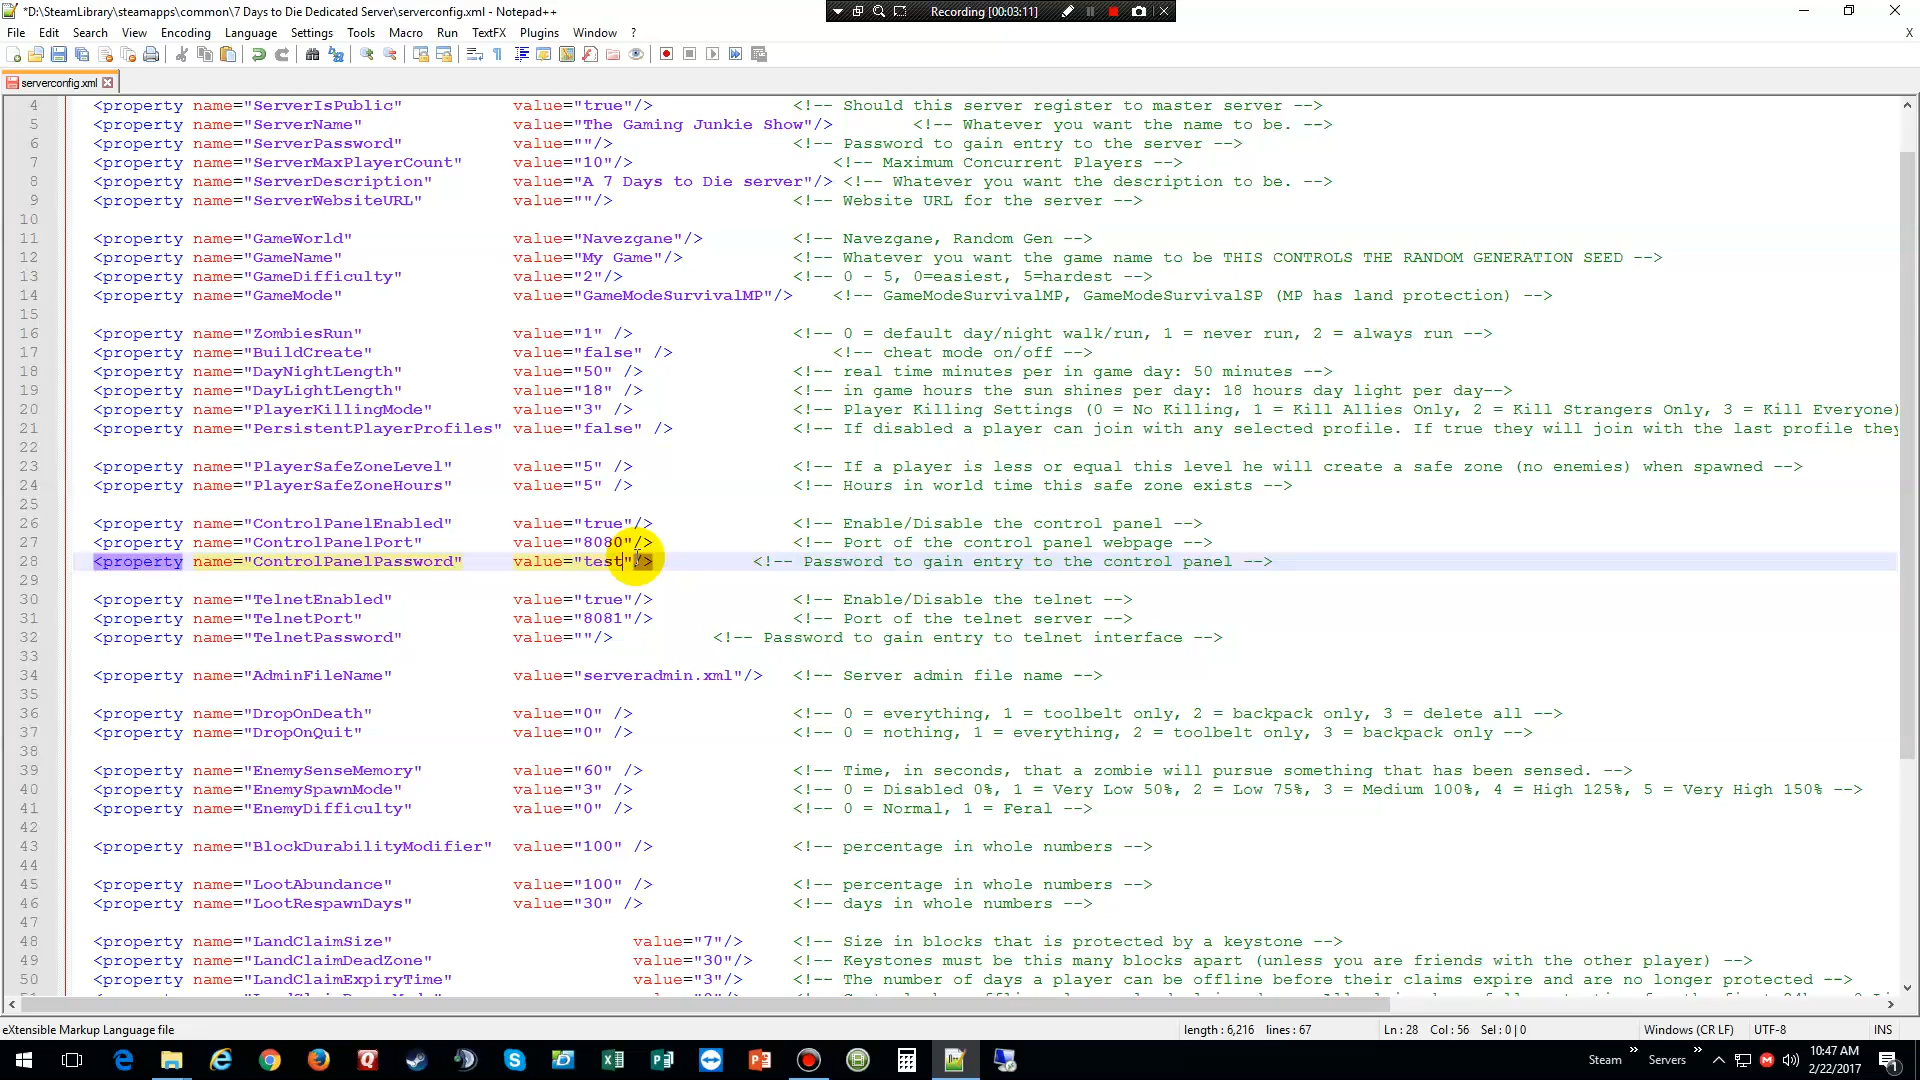 *D:\SteamLibrary\steamapps\common\7 Days to Die Dedicated Server\serverconfig.xml - Notepad++
Recording [00:03:11]
File Edit Search View Encoding Language Settings Tools Macro Run TextFX Plugins Window ? X
serverconfig.xml
4 <property name="ServerIsPublic" value="true"/> <!-- Should this server register to master server -->
5 <property name="ServerName" value="The Gaming Junkie Show"/> <!-- Whatever you want the name to be. -->
6 <property name="ServerPassword" value=""/> <!-- Password to gain entry to the server -->
7 <property name="ServerMaxPlayerCount" value="10"/> <!-- Maximum Concurrent Players -->
8 <property name="ServerDescription" value="A 7 Days to Die server"/> <!-- Whatever you want the description to be. -->
9 <property name="ServerWebsiteURL" value=""/> <!-- Website URL for the server -->
10
11 <property name="GameWorld" value="Navezgane"/> <!-- Navezgane, Random Gen -->
12 <property name="GameName" value="My Game"/> <!-- Whatever you want the game name to be THIS CONTROLS THE RANDOM GENERATION SEED -->
13 <property name="GameDifficulty" value="2"/> <!-- 0 - 5, 0=easiest, 5=hardest -->
14 <property name="GameMode" value="GameModeSurvivalMP"/> <!-- GameModeSurvivalMP, GameModeSurvivalSP (MP has land protection) -->
15
16 <property name="ZombiesRun" value="1" /> <!-- 0 = default day/night walk/run, 1 = never run, 2 = always run -->
17 <property name="BuildCreate" value="false" /> <!-- cheat mode on/off -->
18 <property name="DayNightLength" value="50" /> <!-- real time minutes per in game day: 50 minutes -->
19 <property name="DayLightLength" value="18" /> <!-- in game hours the sun shines per day: 18 hours day light per day-->
20 <property name="PlayerKillingMode" value="3" /> <!-- Player Killing Settings (0 = No Killing, 1 = Kill Allies Only, 2 = Kill Strangers Only, 3 = Kill Everyone)
21 <property name="PersistentPlayerProfiles" value="false" /> <!-- If disabled a player can join with any selected profile. If true they will join with the last profile they
22
23 <property name="PlayerSafeZoneLevel" value="5" /> <!-- If a player is less or equal this level he will create a safe zone (no enemies) when spawned -->
24 <property name="PlayerSafeZoneHours" value="5" /> <!-- Hours in world time this safe zone exists -->
25
26 <property name="ControlPanelEnabled" value="true"/> <!-- Enable/Disable the control panel -->
27 <property name="ControlPanelPort" value="8080"/> <!-- Port of the control panel webpage -->
28 <property name="ControlPanelPassword" value="test"/> <!-- Password to gain entry to the control panel -->
29
30 <property name="TelnetEnabled" value="true"/> <!-- Enable/Disable the telnet -->
31 <property name="TelnetPort" value="8081"/> <!-- Port of the telnet server -->
32 <property name="TelnetPassword" value=""/> <!-- Password to gain entry to telnet interface -->
33
34 <property name="AdminFileName" value="serveradmin.xml"/> <!-- Server admin file name -->
35
36 <property name="DropOnDeath" value="0" /> <!-- 0 = everything, 1 = toolbelt only, 2 = backpack only, 3 = delete all -->
37 <property name="DropOnQuit" value="0" /> <!-- 0 = nothing, 1 = everything, 2 = toolbelt only, 3 = backpack only -->
38
39 <property name="EnemySenseMemory" value="60" /> <!-- Time, in seconds, that a zombie will pursue something that has been sensed. -->
40 <property name="EnemySpawnMode" value="3" /> <!-- 0 = Disabled 0%, 1 = Very Low 50%, 2 = Low 75%, 3 = Medium 100%, 4 = High 125%, 5 = Very High 150% -->
41 <property name="EnemyDifficulty" value="0" /> <!-- 0 = Normal, 1 = Feral -->
42
43 <property name="BlockDurabilityModifier" value="100" /> <!-- percentage in whole numbers -->
44
45 <property name="LootAbundance" value="100" /> <!-- percentage in whole numbers -->
46 <property name="LootRespawnDays" value="30" /> <!-- days in whole numbers -->
47
48 <property name="LandClaimSize" value="7"/> <!-- Size in blocks that is protected by a keystone -->
49 <property name="LandClaimDeadZone" value="30"/> <!-- Keystones must be this many blocks apart (unless you are friends with the other player) -->
50 <property name="LandClaimExpiryTime" value="3"/> <!-- The number of days a player can be offline before their claims expire and are no longer protected -->
eXtensible Markup Language file length : 6,216 lines : 67 Ln : 28 Col : 56 Sel : 0 | 0 Windows (CR LF) UTF-8 INS
Steam Servers 10:47 AM
2/22/2017